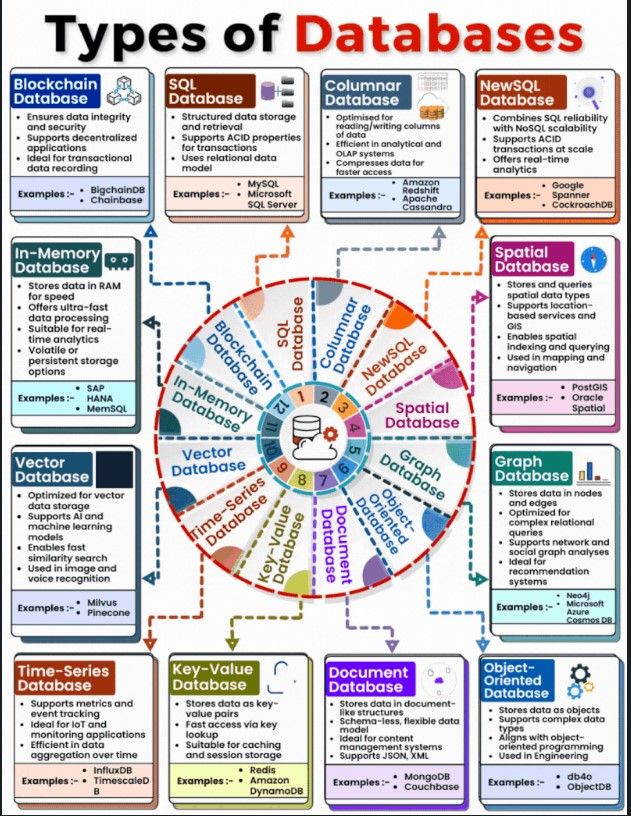 Types of Databases
Blockchain
Database
• Ensures data integrity
and security
• Supports decentralized
applications
• Ideal for transactional
data recording
Examples :-
• BigchainDB
• Chainbase
SQL
Database
• Structured data storage
and retrieval
• Supports ACID properties
for transactions
• Uses relational data
model
Examples :-
• MySQL
• Microsoft
SQL Server
Columnar
Database
• Optimised for
reading/writing columns
of data
• Efficient in analytical and
OLAP systems
• Compresses data for
faster access
Examples :-
• Amazon
Redshift
• Apache
Cassandra
NewSQL
Database
• Combines SQL reliability
with NoSQL scalability
• Supports ACID
transactions at scale
• Offers real-time
analytics
Examples :-
• Google
Spanner
• CockroachDB
In-Memory
Database
• Stores data in RAM
for speed
• Offers ultra-fast
data processing
• Suitable for real-
time analytics
• Volatile or
persistent storage
options
Examples :-
• SAP
• HANA
• MemSQL
Spatial
Database
• Stores and queries
spatial data types
• Supports location-
based services and
GIS
• Enables spatial
indexing and querying
• Used in mapping and
navigation
Examples :-
• PostGIS
• Oracle
Spatial
SQL
Database
Columnar
Database
NewSQL
Database
Spatial
Database
Graph
Database
Object-
Oriented
Database
Document
Database
Key-Value
Database
Time-Series
Database
Vector
Database
In-Memory
Database
Blockchain
Database
1
2
3
4
5
6
7
8
9
10
11
12
Vector
Database
• Optimized for vector
data storage
• Supports AI and
machine learning
models
• Enables fast
similarity search
• Used in image and
voice recognition
Examples :-
• Milvus
• Pinecone
Graph
Database
• Stores data in nodes
and edges
• Optimized for
complex relational
queries
• Supports network and
social graph analyses
• Ideal for
recommendation
systems
Examples :-
• Neo4j
• Microsoft
Azure
Cosmos DB
Time-Series
Database
• Supports metrics and
event tracking
• Ideal for IoT and
monitoring applications
• Efficient in data
aggregation over time
Examples :-
• InfluxDB
• TimescaleD
B
Key-Value
Database
• Stores data as key-
value pairs
• Fast access via key
lookup
• Suitable for caching
and session storage
Examples :-
• Redis
• Amazon
DynamoDB
Document
Database
• Stores data in document-
like structures
• Schema-less, flexible data
model
• Ideal for content
management systems
• Supports JSON, XML
Examples :-
• MongoDB
• Couchbase
Object-
Oriented
Database
• Stores data as objects
• Supports complex data
types
• Aligns with object-
oriented programming
• Used in Engineering
Examples :-
• db4o
• ObjectDB